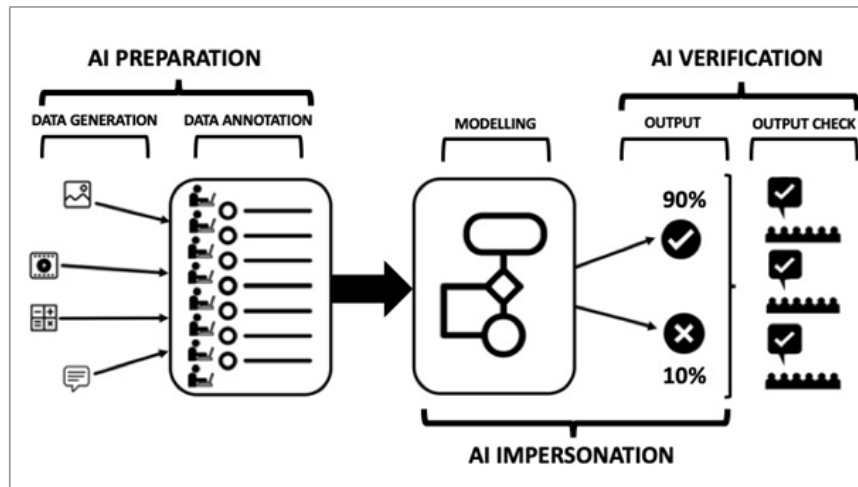 AI PREPARATION
AI VERIFICATION
DATA GENERATION
DATA ANNOTATION
MODELLING
OUTPUT
OUTPUT CHECK
90%
10%
AI IMPERSONATION